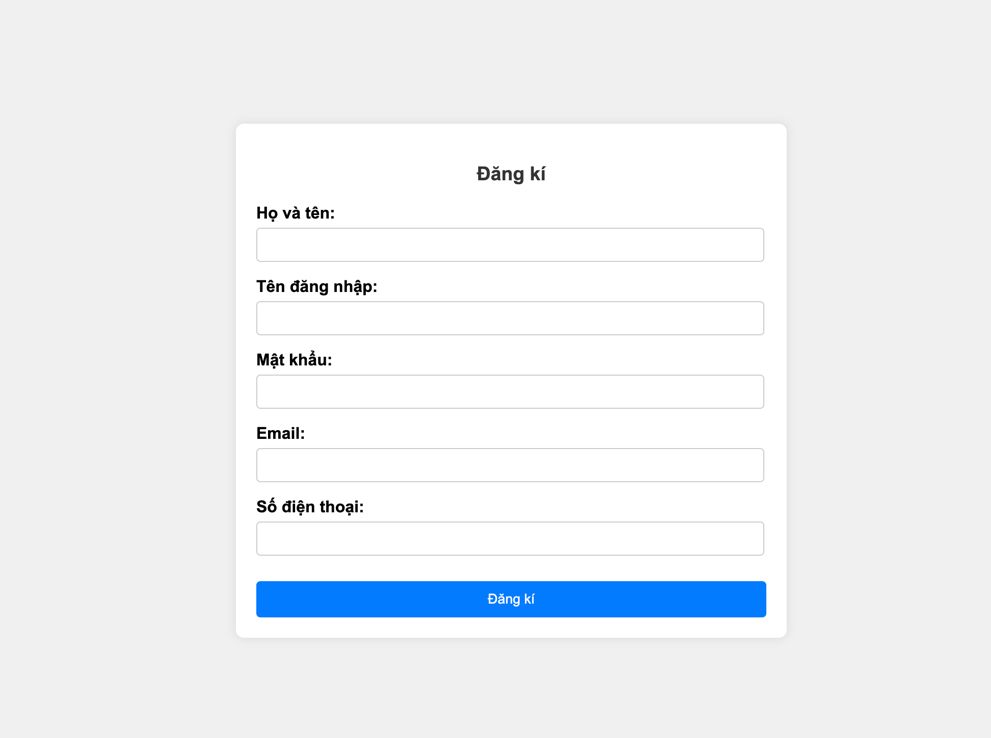 Đăng kí
Họ và tên:
Tên đăng nhập:
Mật khẩu:
Email:
Số điện thoại:
Đăng kí